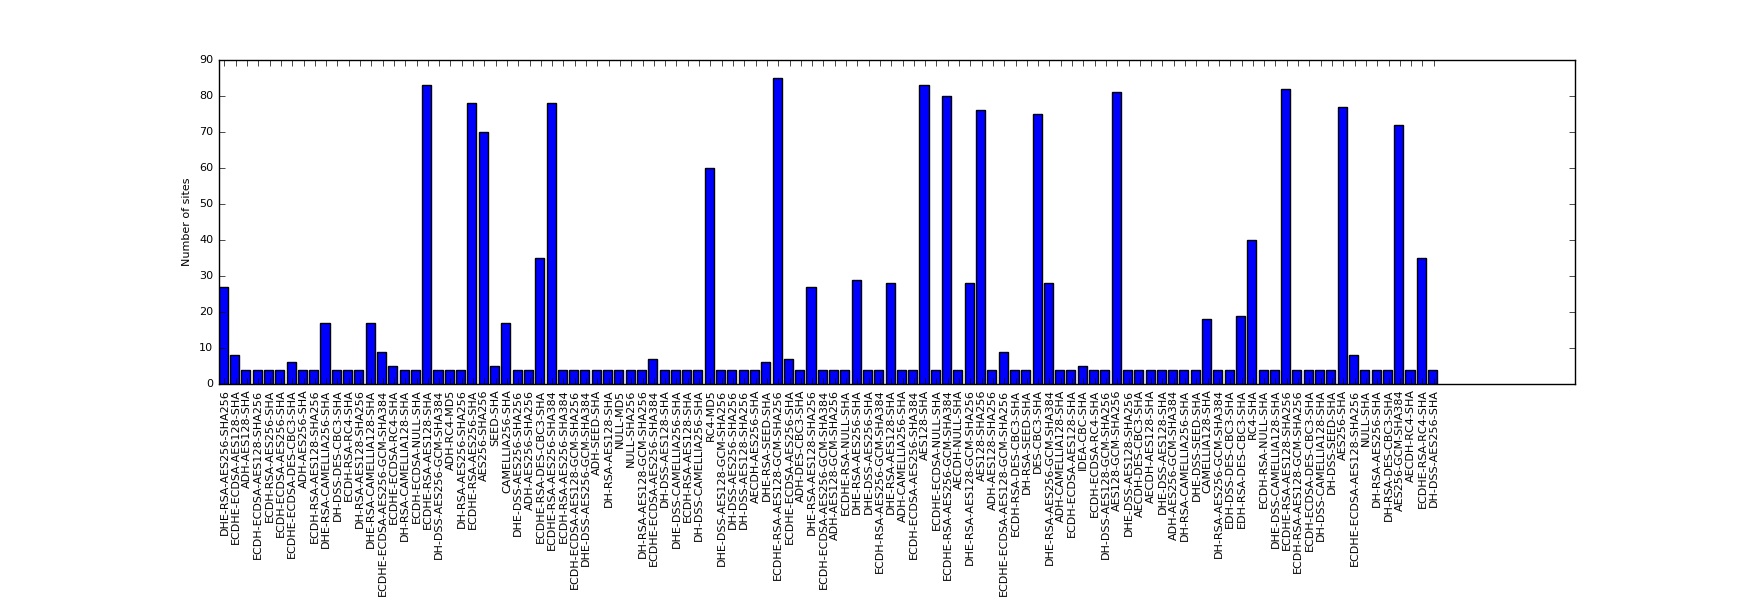 90
80
70
60
50
40
30
20
10
0
Number of sites
DHE-RSA-AES256-SHA256
ECDHE-ECDSA-AES128-SHA
ADH-AES128-SHA
ECDH-ECDSA-AES128-SHA256
ECDH-RSA-AES256-SHA
ECDH-ECDSA-AES256-SHA
ECDHE-ECDSA-DES-CBC3-SHA
ADH-AES256-SHA
ECDH-RSA-AES128-SHA256
DHE-RSA-CAMELLIA256-SHA
DH-DSS-DES-CBC3-SHA
ECDH-RSA-RC4-SHA
DH-RSA-AES128-SHA256
DHE-RSA-CAMELLIA128-SHA
ECDHE-ECDSA-AES256-GCM-SHA384
ECDHE-ECDSA-RC4-SHA
DH-RSA-CAMELLIA128-SHA
ECDH-ECDSA-NULL-SHA
ECDHE-RSA-AES128-SHA
DH-DSS-AES256-GCM-SHA384
ADH-RC4-MD5
DH-RSA-AES256-SHA256
ECDHE-RSA-AES256-SHA
AES256-SHA256
SEED-SHA
CAMELLIA256-SHA
DHE-DSS-AES256-SHA256
ADH-AES256-SHA256
ECDHE-RSA-DES-CBC3-SHA
ECDHE-RSA-AES256-SHA384
ECDH-RSA-AES256-SHA384
ECDH-ECDSA-AES128-GCM-SHA256
DHE-DSS-AES256-GCM-SHA384
ADH-SEED-SHA
DH-RSA-AES128-SHA
NULL-MD5
NULL-SHA256
DH-RSA-AES128-GCM-SHA256
ECDHE-ECDSA-AES256-SHA384
DH-DSS-AES128-SHA
DHE-DSS-CAMELLIA256-SHA
ECDH-RSA-AES128-SHA
DH-DSS-CAMELLIA256-SHA
RC4-MD5
DHE-DSS-AES128-GCM-SHA256
DH-DSS-AES256-SHA256
DH-DSS-AES128-SHA256
AECDH-AES256-SHA
DHE-RSA-SEED-SHA
ECDHE-RSA-AES128-GCM-SHA256
ECDHE-ECDSA-AES256-SHA
ADH-DES-CBC3-SHA
DHE-RSA-AES128-SHA256
ECDH-ECDSA-AES256-GCM-SHA384
ADH-AES128-GCM-SHA256
ECDHE-RSA-NULL-SHA
DHE-RSA-AES256-SHA
DHE-DSS-AES256-SHA
ECDH-RSA-AES256-GCM-SHA384
DHE-RSA-AES128-SHA
ADH-CAMELLIA256-SHA
ECDH-ECDSA-AES256-SHA384
AES128-SHA
ECDHE-ECDSA-NULL-SHA
ECDHE-RSA-AES256-GCM-SHA384
AECDH-NULL-SHA
DHE-RSA-AES128-GCM-SHA256
AES128-SHA256
ADH-AES128-SHA256
ECDHE-ECDSA-AES128-GCM-SHA256
ECDH-RSA-DES-CBC3-SHA
DH-RSA-SEED-SHA
DES-CBC3-SHA
DHE-RSA-AES256-GCM-SHA384
ADH-CAMELLIA128-SHA
ECDH-ECDSA-AES128-SHA
IDEA-CBC-SHA
ECDH-ECDSA-RC4-SHA
DH-DSS-AES128-GCM-SHA256
AES128-GCM-SHA256
DHE-DSS-AES128-SHA256
AECDH-DES-CBC3-SHA
AECDH-AES128-SHA
DHE-DSS-AES128-SHA
ADH-AES256-GCM-SHA384
DH-RSA-CAMELLIA256-SHA
DHE-DSS-SEED-SHA
CAMELLIA128-SHA
DH-RSA-AES256-GCM-SHA384
EDH-DSS-DES-CBC3-SHA
EDH-RSA-DES-CBC3-SHA
RC4-SHA
ECDH-RSA-NULL-SHA
DHE-DSS-CAMELLIA128-SHA
ECDHE-RSA-AES128-SHA256
ECDH-RSA-AES128-GCM-SHA256
ECDH-ECDSA-DES-CBC3-SHA
DH-DSS-CAMELLIA128-SHA
DH-DSS-SEED-SHA
AES256-SHA
ECDHE-ECDSA-AES128-SHA256
NULL-SHA
DH-RSA-AES256-SHA
DH-RSA-DES-CBC3-SHA
AES256-GCM-SHA384
AECDH-RC4-SHA
ECDHE-RSA-RC4-SHA
DH-DSS-AES256-SHA